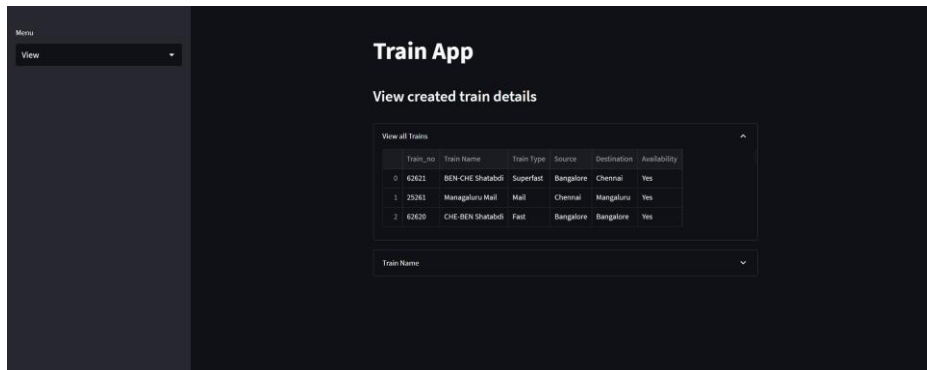 Menu
View
Train App
View created train details
View all Trains
Train_no Train Name Train Type Source Destination Availability
0 62621 BEN-CHE Shatabdi Superfast Bangalore Chennai Yes
1 25261 Managaluru Mail Mail Chennai Mangaluru Yes
2 62620 CHE-BEN Shatabdi Fast Bangalore Bangalore Yes
Train Name